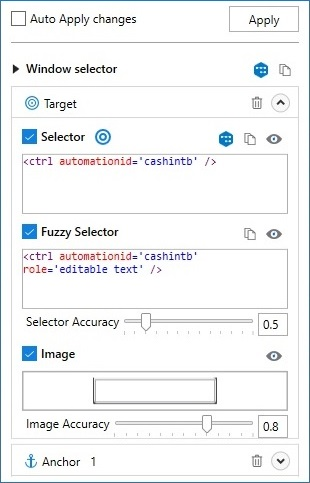 Auto Apply changes
Apply
Window selector
Target
Selector
<ctrl automationid='cashintb' />
Fuzzy Selector
<ctrl automationid='cashintb'
role='editable text' />
Selector Accuracy
0.5
Image
Image Accuracy
0.8
Anchor 1